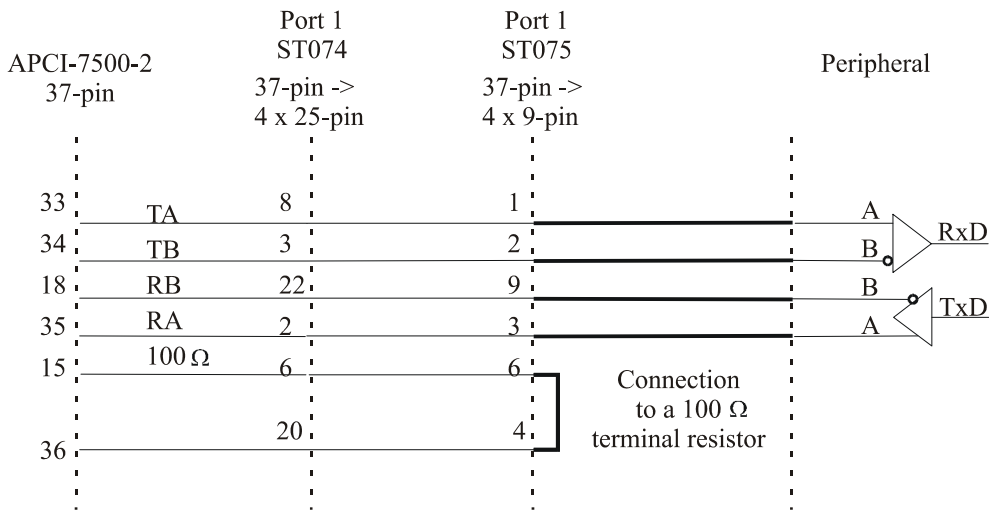 Port 1
ST074
Port 1
ST075
APCI-7500-2
37-pin
37-pin ->
4 x 25-pin
37-pin ->
4 x 9-pin
Peripheral
33 TA 8 1 A
RxD
34 TB 3 2 B
18 RB 22 9 B
TxD
35 RA 2 3 A
15 100 Ω 6 6
Connection
to a 100 Ω
terminal resistor
36 20 4